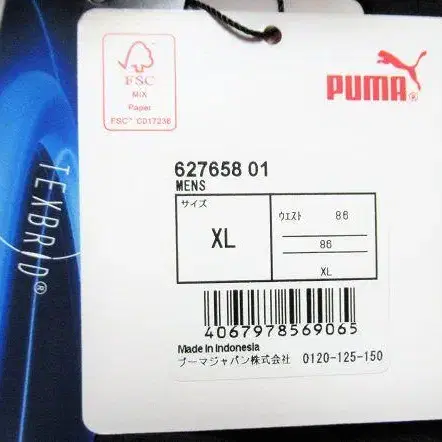 FSC
MIX
Paper
FSC™ C017236
PUMA®
TEXBRID®
627658 01
MENS
サイズ
XL
ウエスト 86
86
XL
4067978569065
Made in Indonesia
プーマジャパン株式会社 0120-125-150